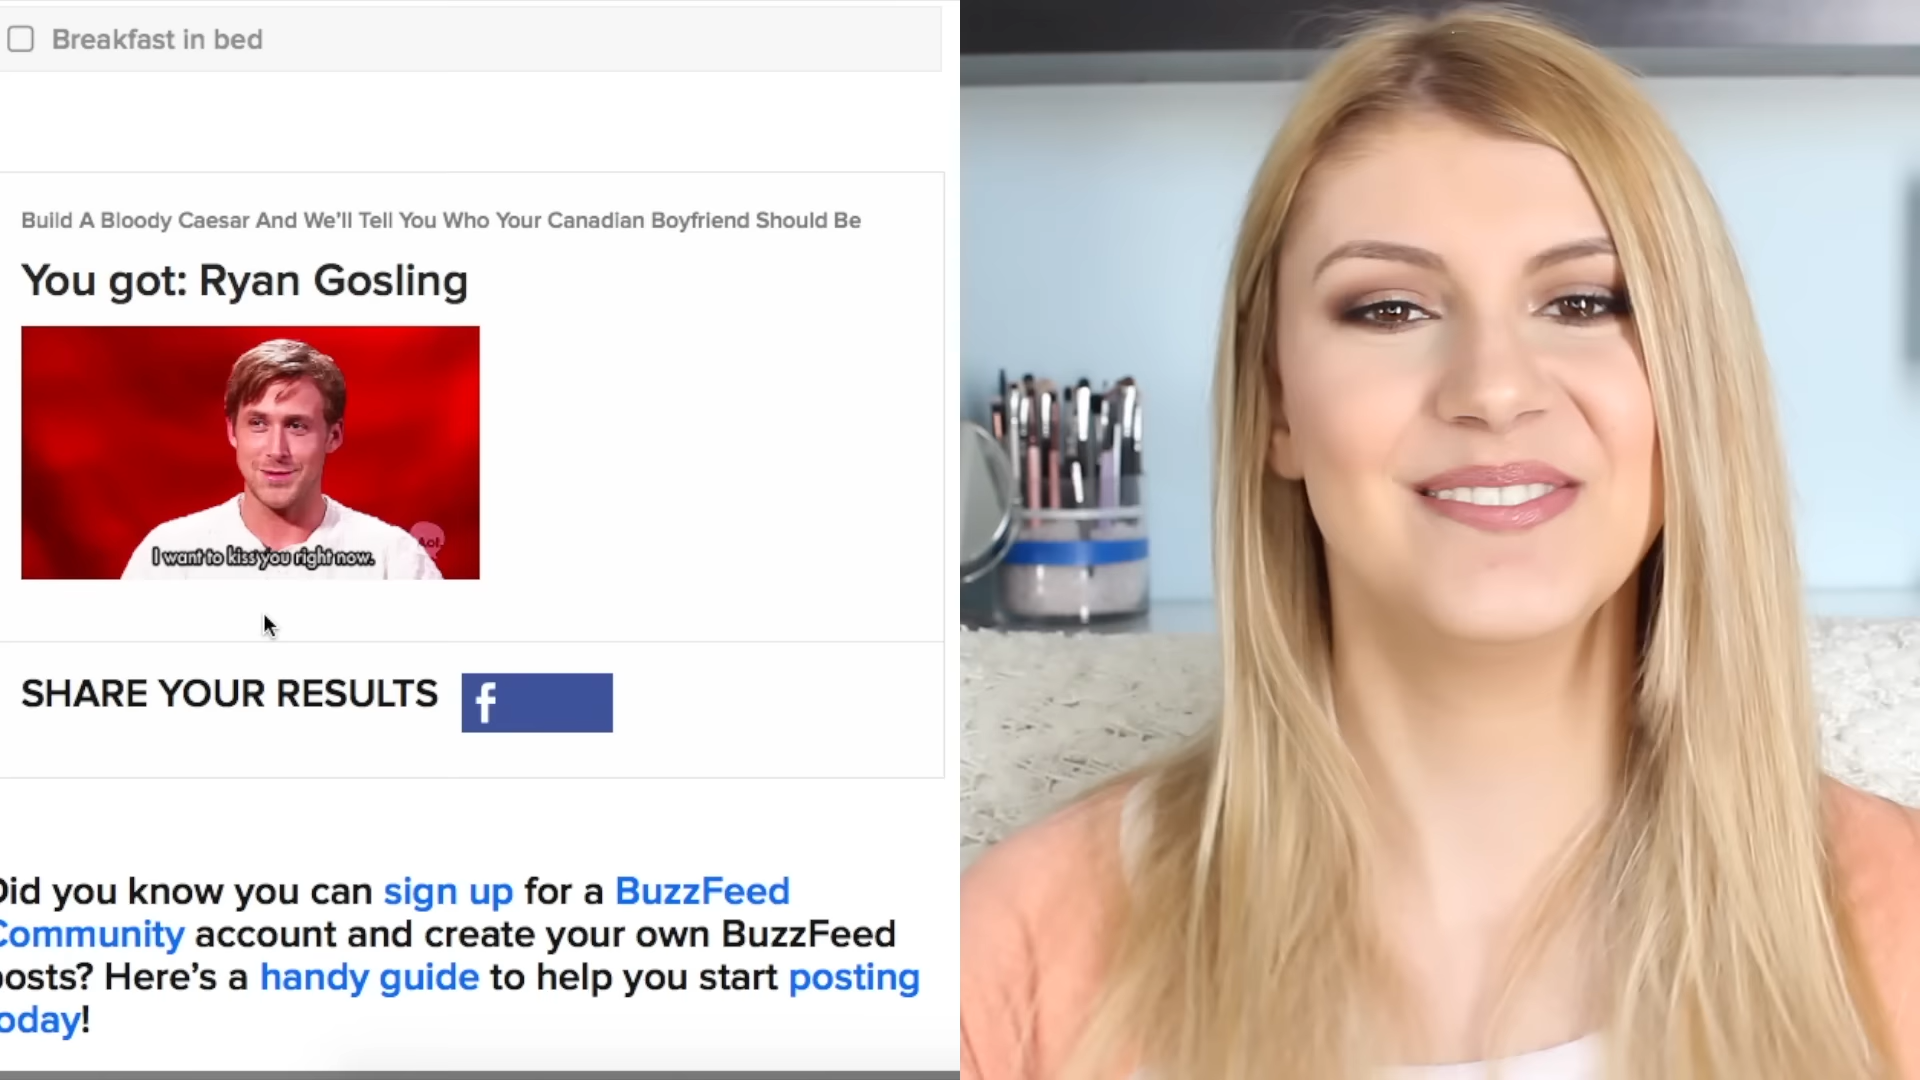 Breakfast in bed
Build A Bloody Caesar And We'll Tell You Who Your Canadian Boyfriend Should Be
You got: Ryan Gosling
Aol.
I want to kiss you right now.
SHARE YOUR RESULTS f
Did you know you can sign up for a BuzzFeed
Community account and create your own BuzzFeed
posts? Here's a handy guide to help you start posting
today!